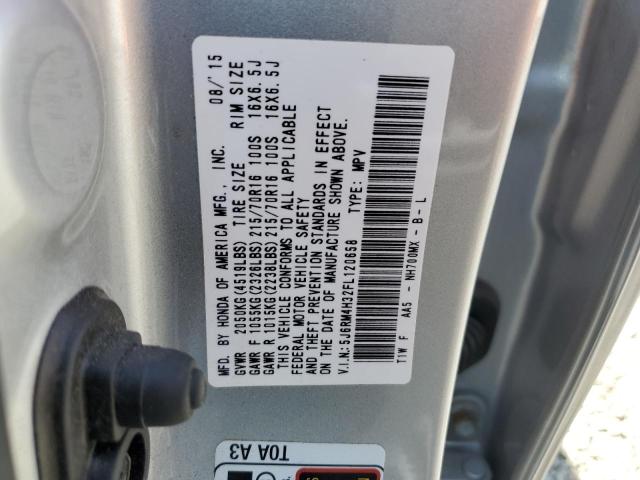 MFD. BY HONDA OF AMERICA MFG., INC. 08/'15
GVWR 2050KG(4519LBS) TIRE SIZE RIM SIZE
GAWR F 1055KG(2326LBS) 215/70R16 100S 16X6.5J
GAWR R 1015KG(2238LBS) 215/70R16 100S 16X6.5J
THIS VEHICLE CONFORMS TO ALL APPLICABLE
FEDERAL MOTOR VEHICLE SAFETY
AND THEFT PREVENTION STANDARDS IN EFFECT
ON THE DATE OF MANUFACTURE SHOWN ABOVE.
V.I.N.: 5J6RM4H32FL120658 TYPE: MPV
T1W F AA5 - NH700MX - B - L
T0A A3